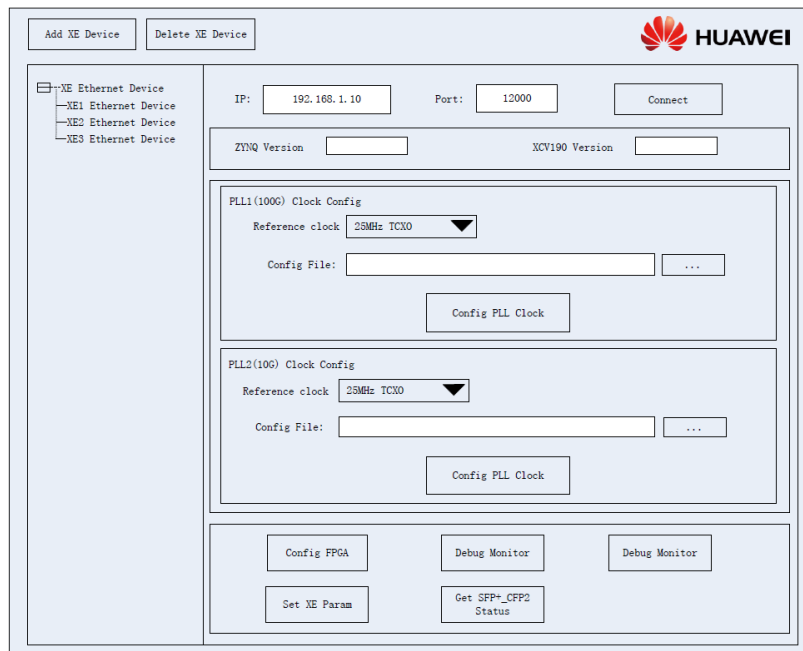 Add XE Device
Delete XE Device
HUAWEI
XE Ethernet Device
XE1 Ethernet Device
XE2 Ethernet Device
XE3 Ethernet Device
IP:
192.168.1.10
Port:
12000
Connect
ZYNQ Version
XCV190 Version
PLL1(100G) Clock Config
Reference clock
25MHz TCXO
Config File:
...
Config PLL Clock
PLL2(10G) Clock Config
Reference clock
25MHz TCXO
Config File:
...
Config PLL Clock
Config FPGA
Debug Monitor
Debug Monitor
Set XE Param
Get SFP+_CFP2
Status